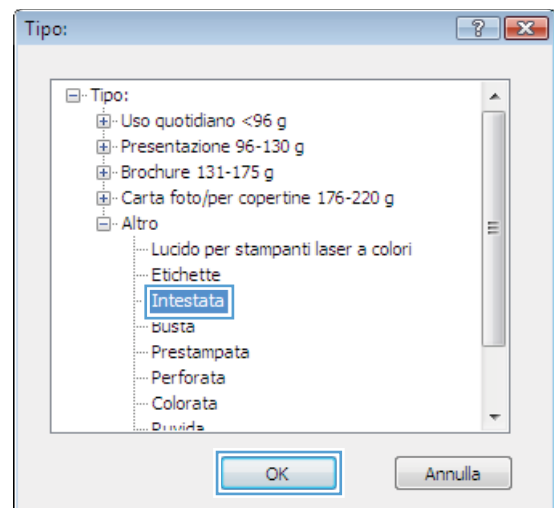 Tipo:
Tipo:
Uso quotidiano <96 g
Presentazione 96-130 g
Brochure 131-175 g
Carta foto/per copertine 176-220 g
Altro
Lucido per stampanti laser a colori
Etichette
Intestata
Busta
Prestampata
Perforata
Colorata
Ruvida
OK Annulla